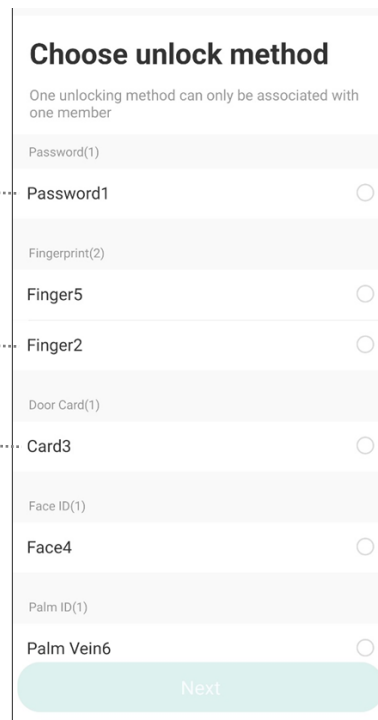 Choose unlock method
One unlocking method can only be associated with
one member
Password(1)
Password1
Fingerprint(2)
Finger5
Finger2
Door Card(1)
Card3
Face ID(1)
Face4
Palm ID(1)
Palm Vein6
Next